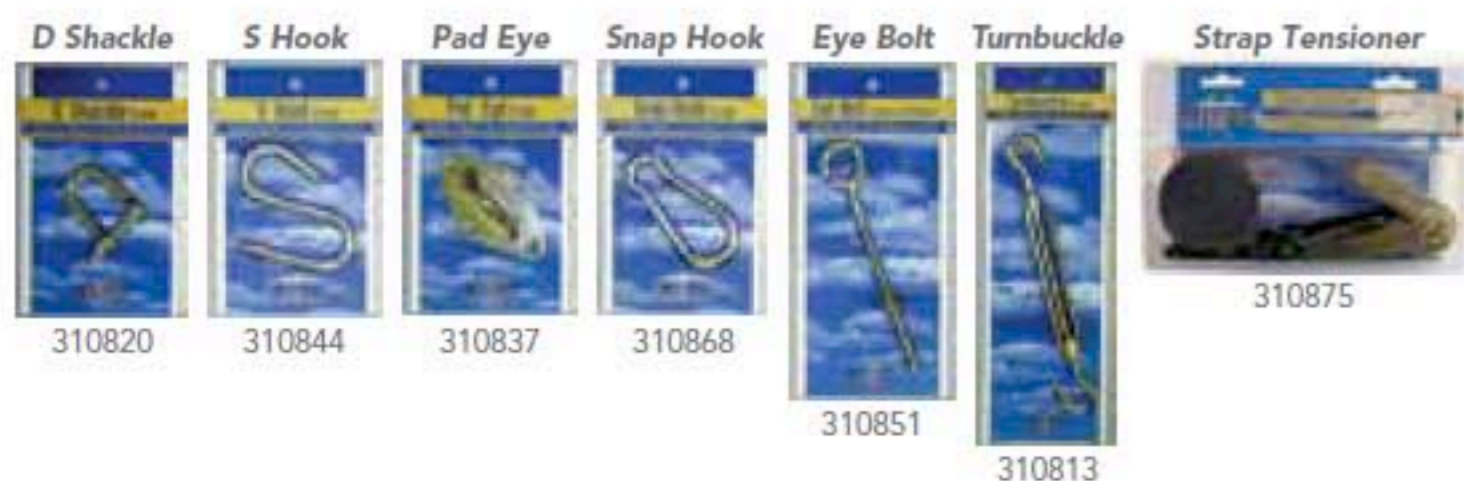 D Shackle
S Hook
Pad Eye
Snap Hook
Eye Bolt
Turnbuckle
Strap Tensioner
310820
310844
310837
310868
310851
310813
310875